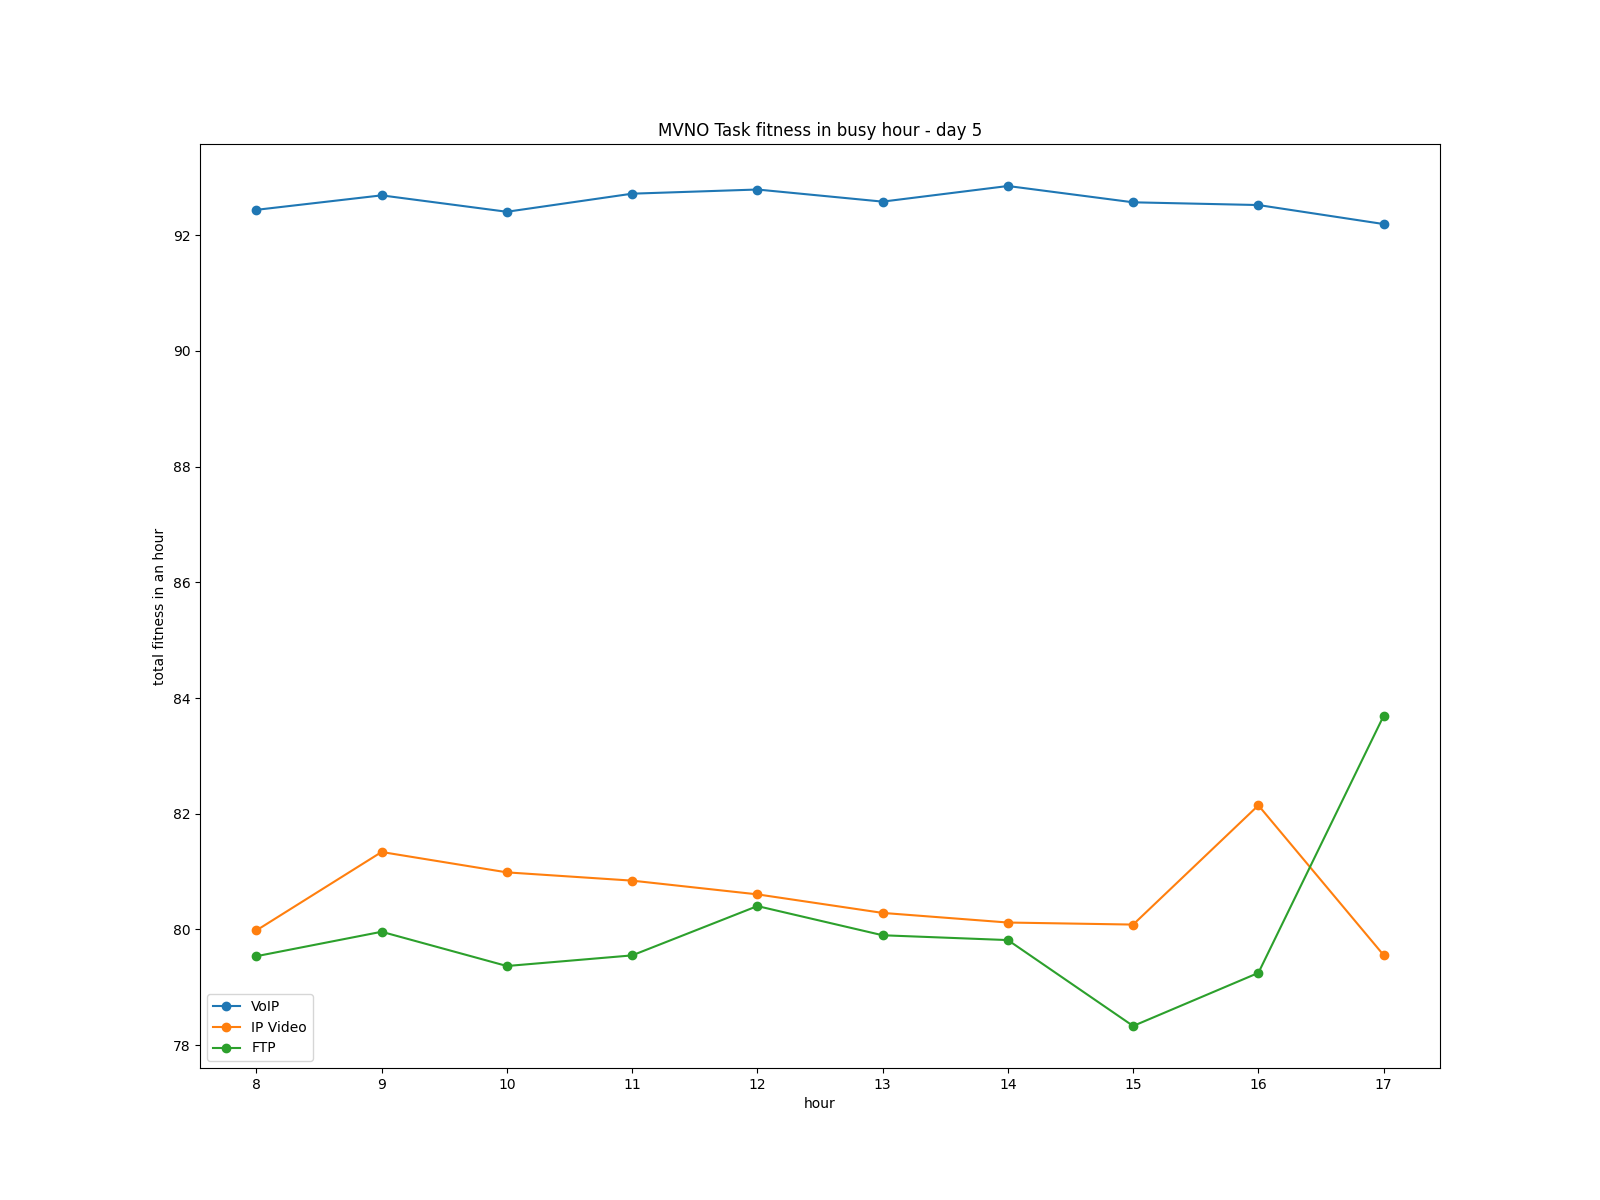 MVNO Task fitness in busy hour - day 5
total fitness in an hour
92
90
88
86
84
82
80
78
VoIP
IP Video
FTP
8 9 10 11 12 13 14 15 16 17
hour